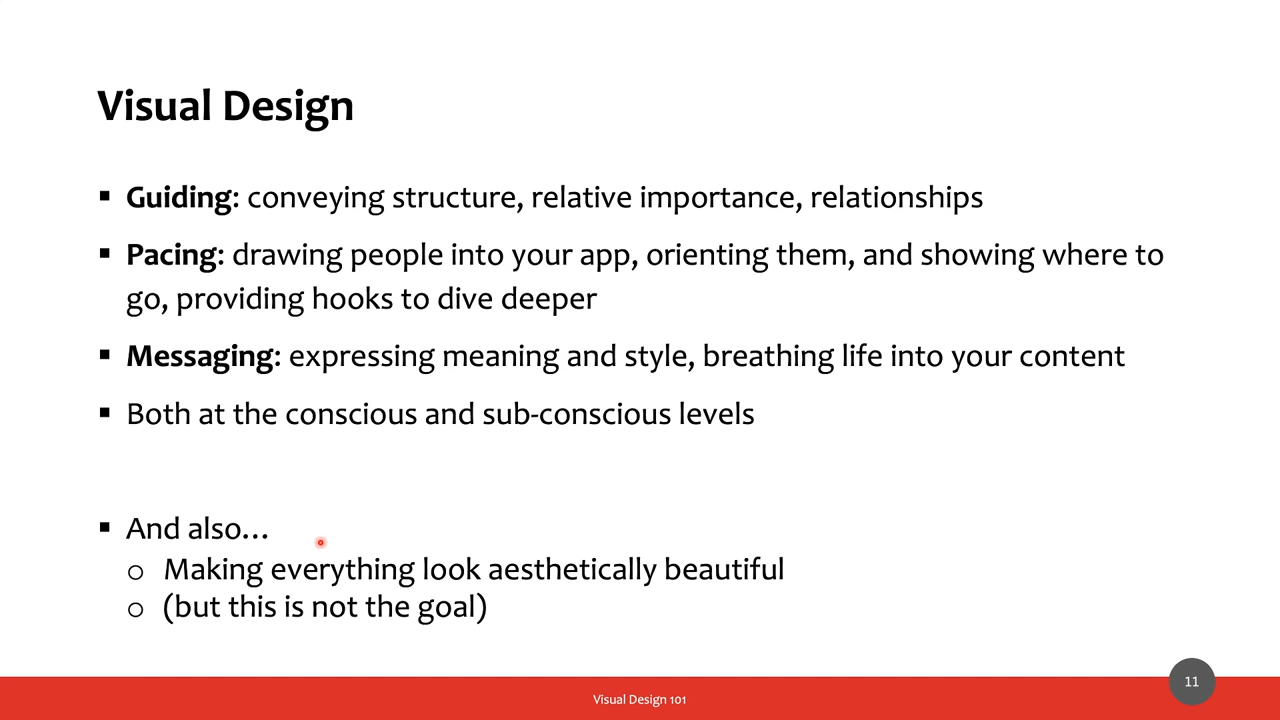 Visual Design
▪ Guiding: conveying structure, relative importance, relationships
▪ Pacing: drawing people into your app, orienting them, and showing where to
go, providing hooks to dive deeper
▪ Messaging: expressing meaning and style, breathing life into your content
▪ Both at the conscious and sub-conscious levels
▪ And also…
o Making everything look aesthetically beautiful
o (but this is not the goal)
Visual Design 101
11